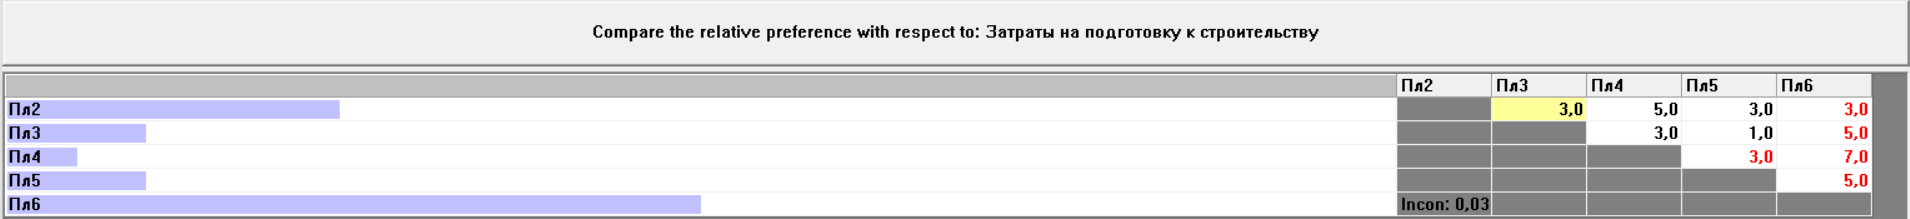 Compare the relative preference with respect to: Затраты на подготовку к строительству
Пл2 Пл3 Пл4 Пл5 Пл6
Пл2 3,0 5,0 3,0 3,0
Пл3 3,0 1,0 5,0
Пл4 3,0 7,0
Пл5 5,0
Пл6 Incon: 0,03